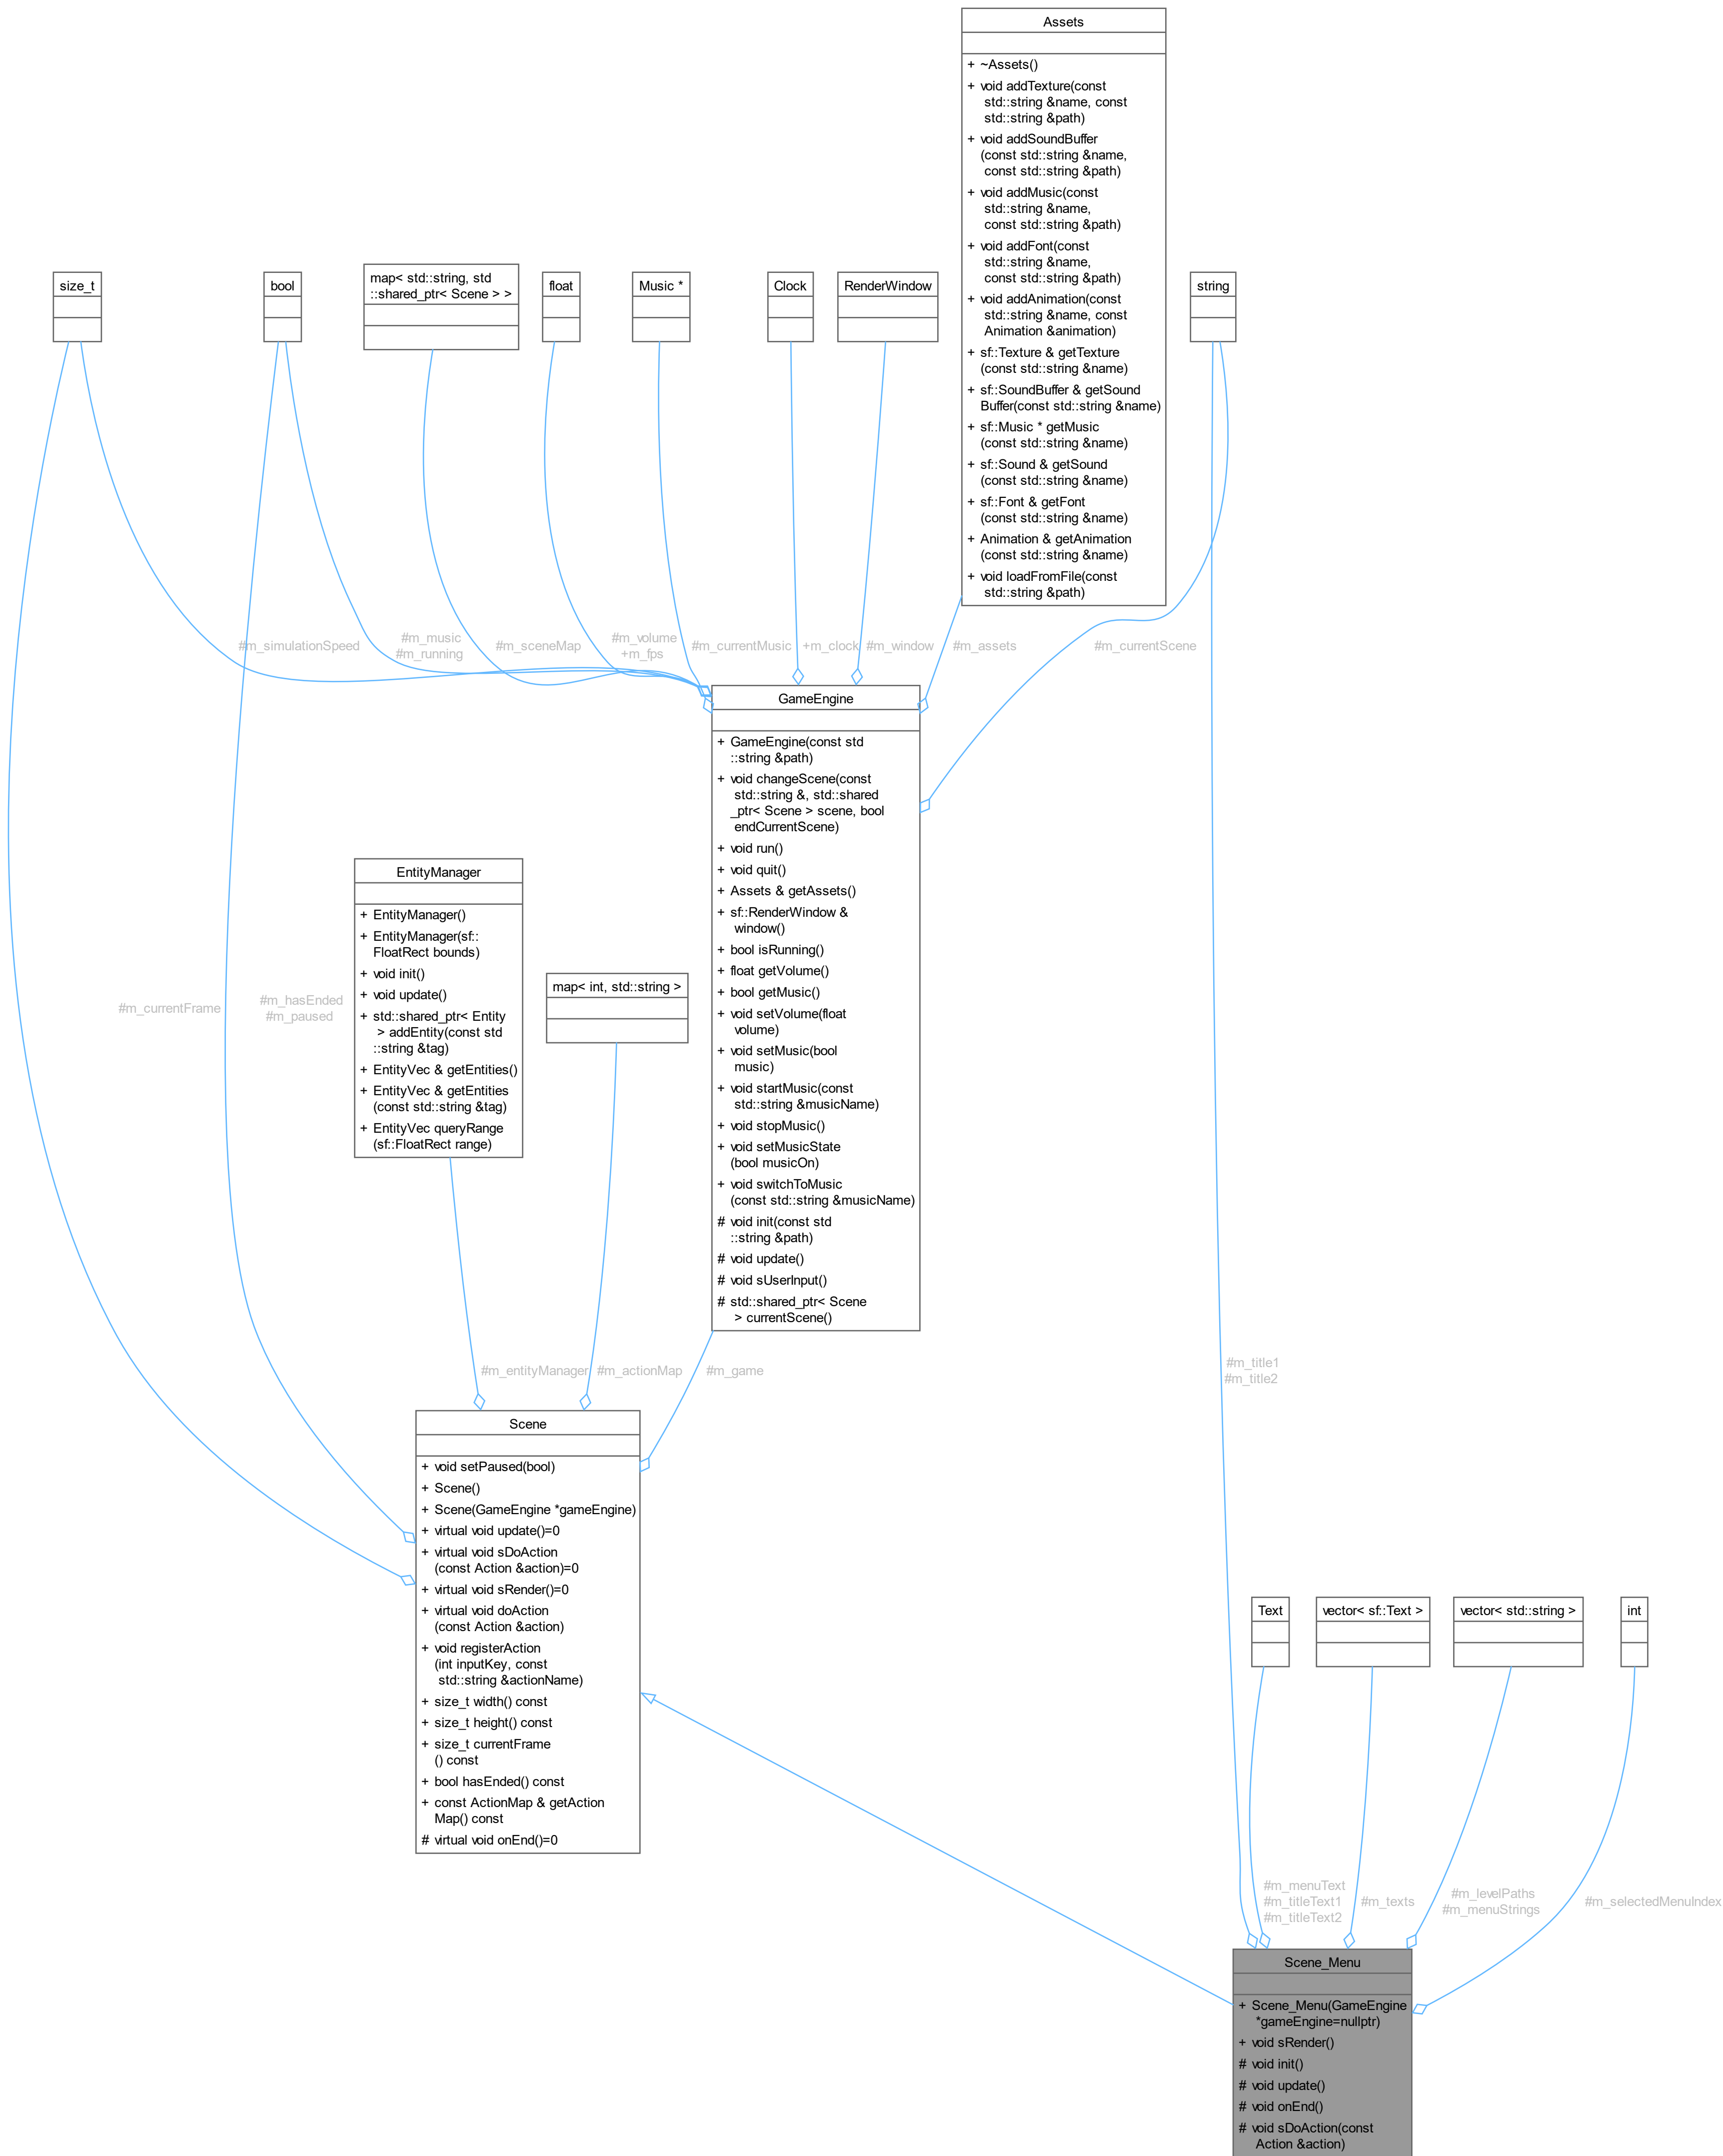 Assets
+ ~Assets()
+ void addTexture(const
std::string &name, const
std::string &path)
+ void addSoundBuffer
(const std::string &name,
const std::string &path)
+ void addMusic(const
std::string &name,
const std::string &path)
+ void addFont(const
std::string &name,
const std::string &path)
+ void addAnimation(const
std::string &name, const
Animation &animation)
+ sf::Texture & getTexture
(const std::string &name)
+ sf::SoundBuffer & getSound
Buffer(const std::string &name)
+ sf::Music * getMusic
(const std::string &name)
+ sf::Sound & getSound
(const std::string &name)
+ sf::Font & getFont
(const std::string &name)
+ Animation & getAnimation
(const std::string &name)
+ void loadFromFile(const
std::string &path)
size_t
bool
map< std::string, std
::shared_ptr< Scene > >
float
Music *
Clock
RenderWindow
string
#m_simulationSpeed
#m_music
#m_running
#m_sceneMap
#m_volume
+m_fps
#m_currentMusic
+m_clock
#m_window
#m_assets
#m_currentScene
GameEngine
+ GameEngine(const std
::string &path)
+ void changeScene(const
std::string &, std::shared
_ptr< Scene > scene, bool
endCurrentScene)
+ void run()
+ void quit()
+ Assets & getAssets()
+ sf::RenderWindow &
window()
+ bool isRunning()
+ float getVolume()
+ bool getMusic()
+ void setVolume(float
volume)
+ void setMusic(bool
music)
+ void startMusic(const
std::string &musicName)
+ void stopMusic()
+ void setMusicState
(bool musicOn)
+ void switchToMusic
(const std::string &musicName)
# void init(const std
::string &path)
# void update()
# void sUserInput()
# std::shared_ptr< Scene
> currentScene()
EntityManager
+ EntityManager()
+ EntityManager(sf::
FloatRect bounds)
+ void init()
+ void update()
+ std::shared_ptr< Entity
> addEntity(const std
::string &tag)
+ EntityVec & getEntities()
+ EntityVec & getEntities
(const std::string &tag)
+ EntityVec queryRange
(sf::FloatRect range)
map< int, std::string >
#m_currentFrame
#m_hasEnded
#m_paused
#m_entityManager
#m_actionMap
#m_game
#m_title1
#m_title2
Scene
+ void setPaused(bool)
+ Scene()
+ Scene(GameEngine *gameEngine)
+ virtual void update()=0
+ virtual void sDoAction
(const Action &action)=0
+ virtual void sRender()=0
+ virtual void doAction
(const Action &action)
+ void registerAction
(int inputKey, const
std::string &actionName)
+ size_t width() const
+ size_t height() const
+ size_t currentFrame
() const
+ bool hasEnded() const
+ const ActionMap & getAction
Map() const
# virtual void onEnd()=0
Text
vector< sf::Text >
vector< std::string >
int
#m_menuText
#m_titleText1
#m_titleText2
#m_texts
#m_levelPaths
#m_menuStrings
#m_selectedMenuIndex
Scene_Menu
+ Scene_Menu(GameEngine
*gameEngine=nullptr)
+ void sRender()
# void init()
# void update()
# void onEnd()
# void sDoAction(const
Action &action)